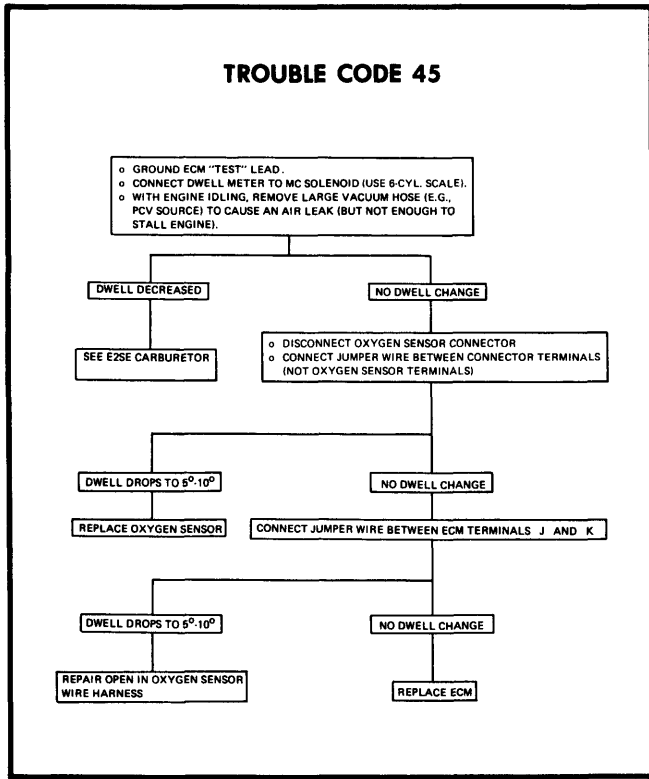 TROUBLE CODE 45
o GROUND ECM "TEST" LEAD.
o CONNECT DWELL METER TO MC SOLENOID (USE 6-CYL. SCALE).
o WITH ENGINE IDLING, REMOVE LARGE VACUUM HOSE (E.G.,
PCV SOURCE) TO CAUSE AN AIR LEAK (BUT NOT ENOUGH TO
STALL ENGINE).
DWELL DECREASED
NO DWELL CHANGE
SEE E2SE CARBURETOR
o DISCONNECT OXYGEN SENSOR CONNECTOR
o CONNECT JUMPER WIRE BETWEEN CONNECTOR TERMINALS
(NOT OXYGEN SENSOR TERMINALS)
DWELL DROPS TO 5°-10°
NO DWELL CHANGE
REPLACE OXYGEN SENSOR
CONNECT JUMPER WIRE BETWEEN ECM TERMINALS J AND K
DWELL DROPS TO 5°-10°
NO DWELL CHANGE
REPAIR OPEN IN OXYGEN SENSOR
WIRE HARNESS
REPLACE ECM